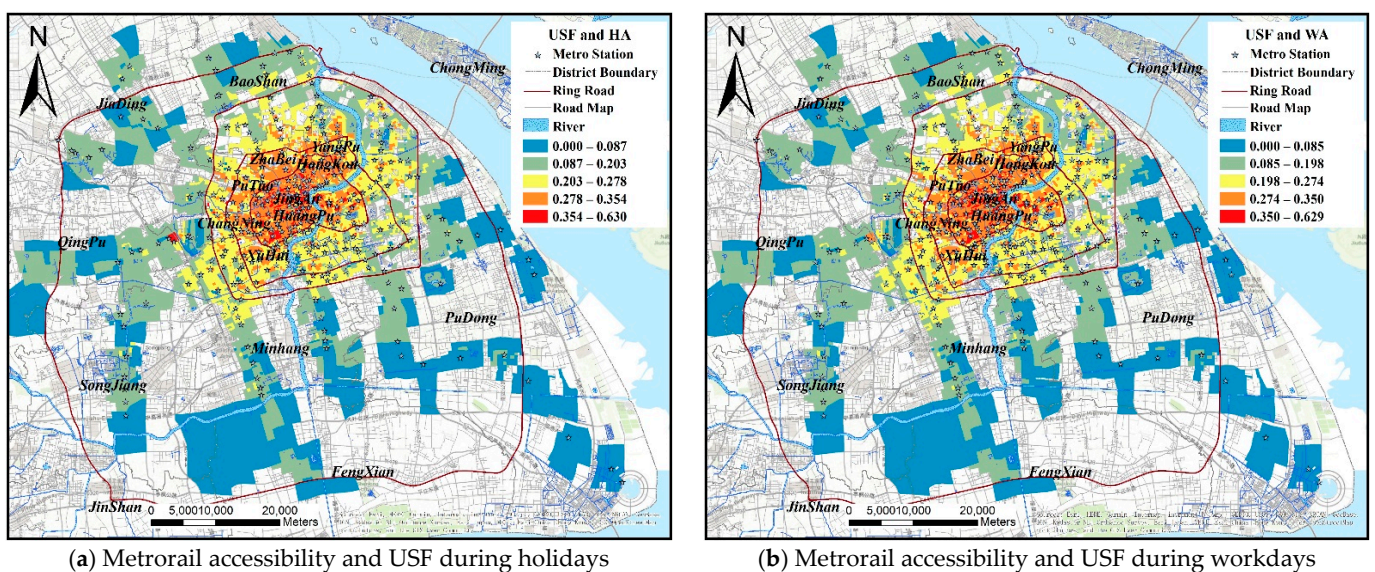 N
USF and HA
Metro Station
District Boundary
Ring Road
Road Map
River
0.000 – 0.087
0.087 – 0.203
0.203 – 0.278
0.278 – 0.354
0.354 – 0.630
ChongMing
BaoShan
JiaDing
YangPu
ZhaBei
HangKou
PuTuo
JingAn
HuangPu
ChangNing
QingPu
XuHui
PuDong
Minhang
SongJiang
FengXian
JinShan
0 5,000 10,000 20,000
Meters
(a) Metrorail accessibility and USF during holidays
N
USF and WA
Metro Station
District Boundary
Ring Road
Road Map
River
0.000 – 0.085
0.085 – 0.198
0.198 – 0.274
0.274 – 0.350
0.350 – 0.629
ChongMing
BaoShan
JiaDing
YangPu
ZhaBei
HangKou
PuTuo
JingAn
HuangPu
ChangNing
QingPu
XuHui
PuDong
Minhang
SongJiang
FengXian
JinShan
0 5,000 10,000 20,000
Meters
(b) Metrorail accessibility and USF during workdays